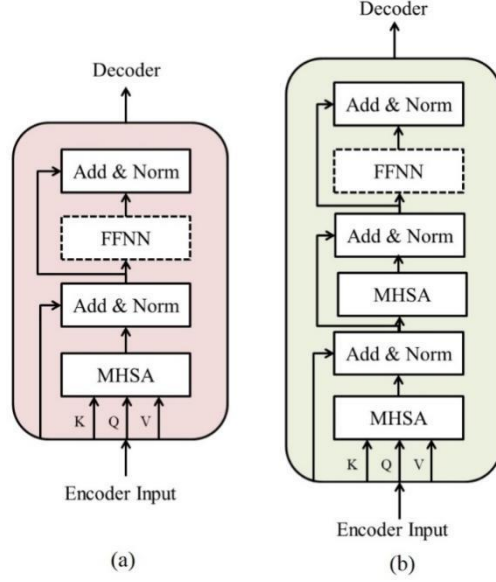 Decoder
Add & Norm
FFNN
Add & Norm
MHSA
K Q V
Encoder Input
(a)
Decoder
Add & Norm
FFNN
Add & Norm
MHSA
Add & Norm
MHSA
K Q V
Encoder Input
(b)